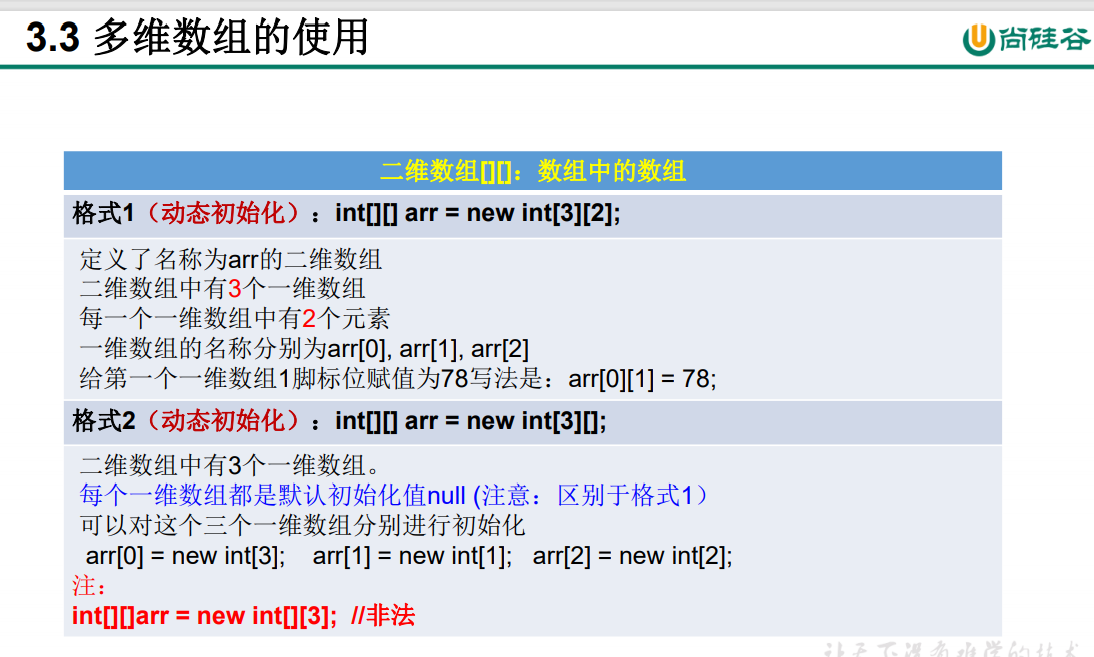 3.3 多维数组的使用
尚硅谷
二维数组[][]：数组中的数组
格式1（动态初始化）：int[][] arr = new int[3][2];
定义了名称为arr的二维数组
二维数组中有3个一维数组
每一个一维数组中有2个元素
一维数组的名称分别为arr[0], arr[1], arr[2]
给第一个一维数组1脚标位赋值为78写法是：arr[0][1] = 78;
格式2（动态初始化）：int[][] arr = new int[3][];
二维数组中有3个一维数组。
每个一维数组都是默认初始化值null (注意：区别于格式1）
可以对这个三个一维数组分别进行初始化
arr[0] = new int[3]; arr[1] = new int[1]; arr[2] = new int[2];
注：
int[][]arr = new int[][3]; //非法
让天下没有难学的技术